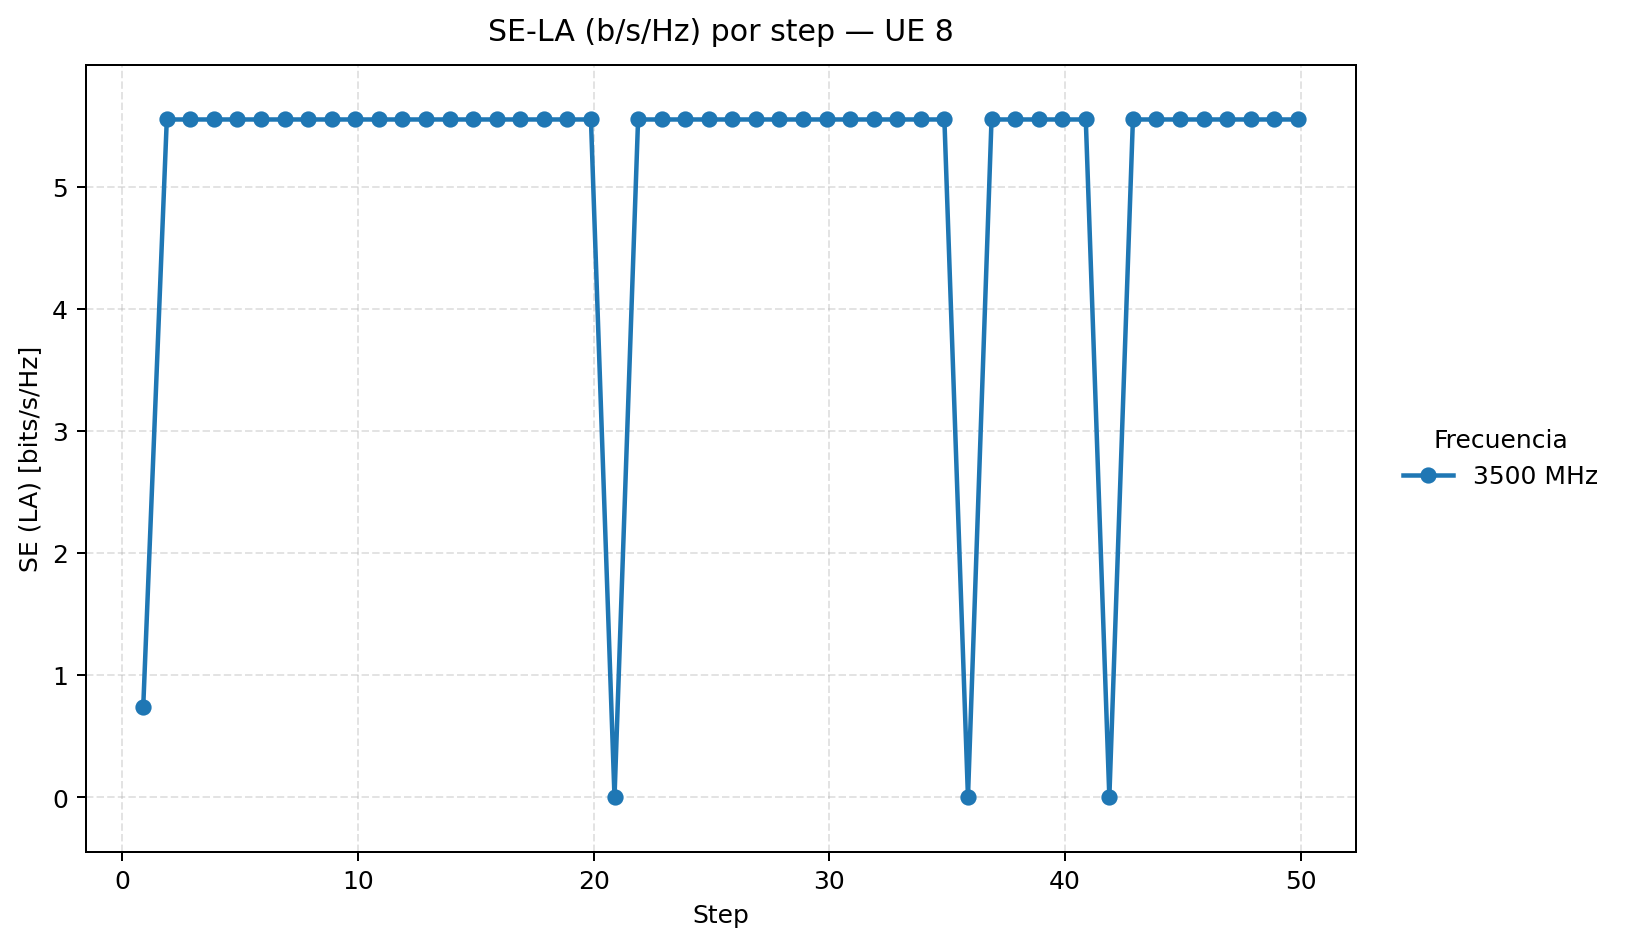 SE-LA (b/s/Hz) por step — UE 8
SE (LA) [bits/s/Hz]
5
4
3
2
1
0
0 10 20 30 40 50
Step
Frecuencia
3500 MHz